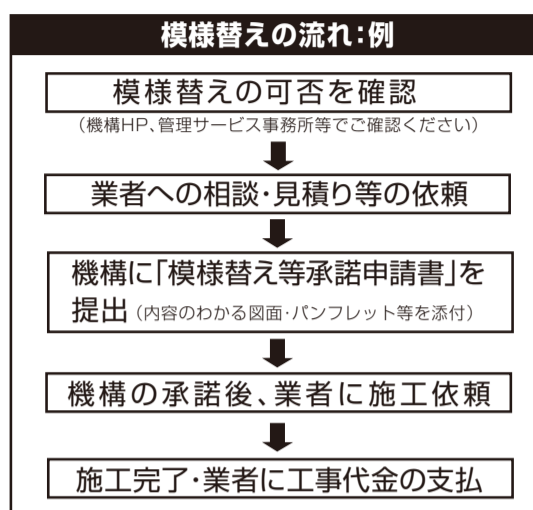 模様替えの流れ:例
模様替えの可否を確認
(機構HP、管理サービス事務所等でご確認ください)
業者への相談・見積り等の依頼
機構に「模様替え等承諾申請書」を
提出(内容のわかる図面・パンフレット等を添付)
機構の承諾後、業者に施工依頼
施工完了・業者に工事代金の支払